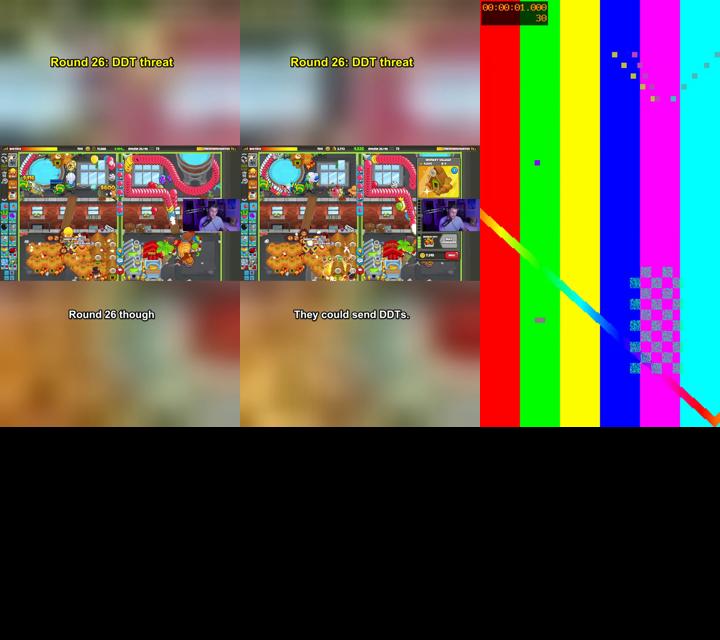 Round 26: DDT threat
Round 26: DDT threat
00:00:01.000
30
Round 26 though
They could send DDTs.